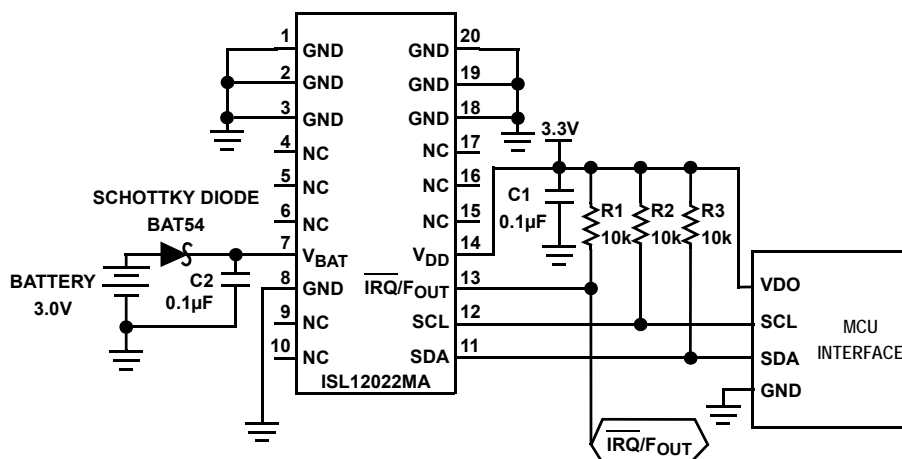 1 GND
2 GND
3 GND
4 NC
5 NC
6 NC
7 VBAT
8 GND
9 NC
10 NC
20 GND
19 GND
18 GND
17 NC
16 NC
15 NC
14 VDD
13 IRQ/FOUT
12 SCL
11 SDA
ISL12022MA
SCHOTTKY DIODE
BAT54
BATTERY
3.0V
C2
0.1µF
3.3V
C1
0.1µF
R1
10k
R2
10k
R3
10k
VDO
SCL
SDA
GND
MCU
INTERFACE
IRQ/FOUT